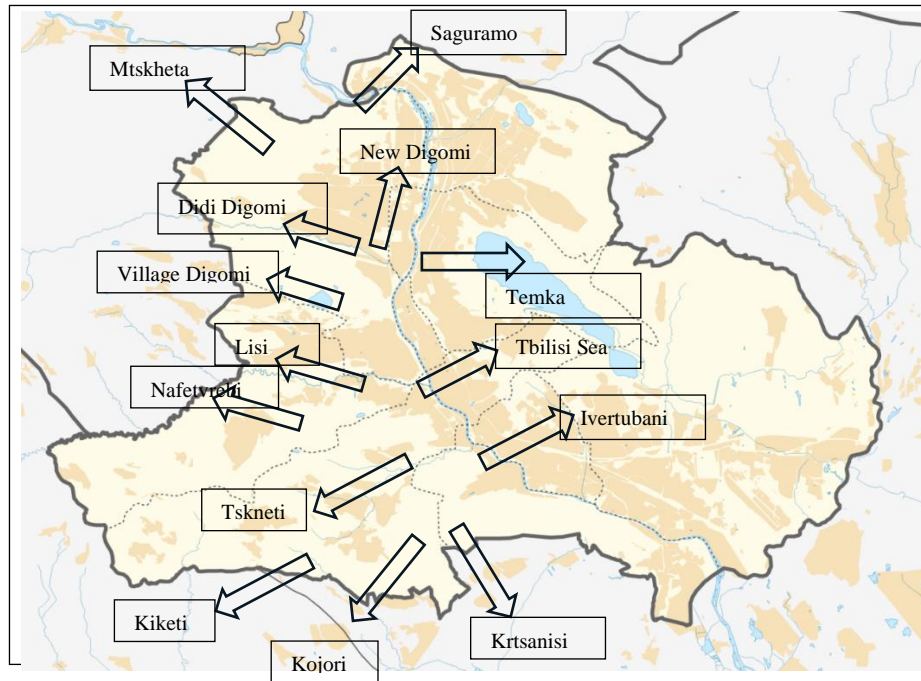 Saguramo
Mtskheta
New Digomi
Didi Digomi
Village Digomi
Temka
Lisi
Tbilisi Sea
Nafetvrebi
Ivertubani
Tskneti
Kiketi
Krtsanisi
Kojori